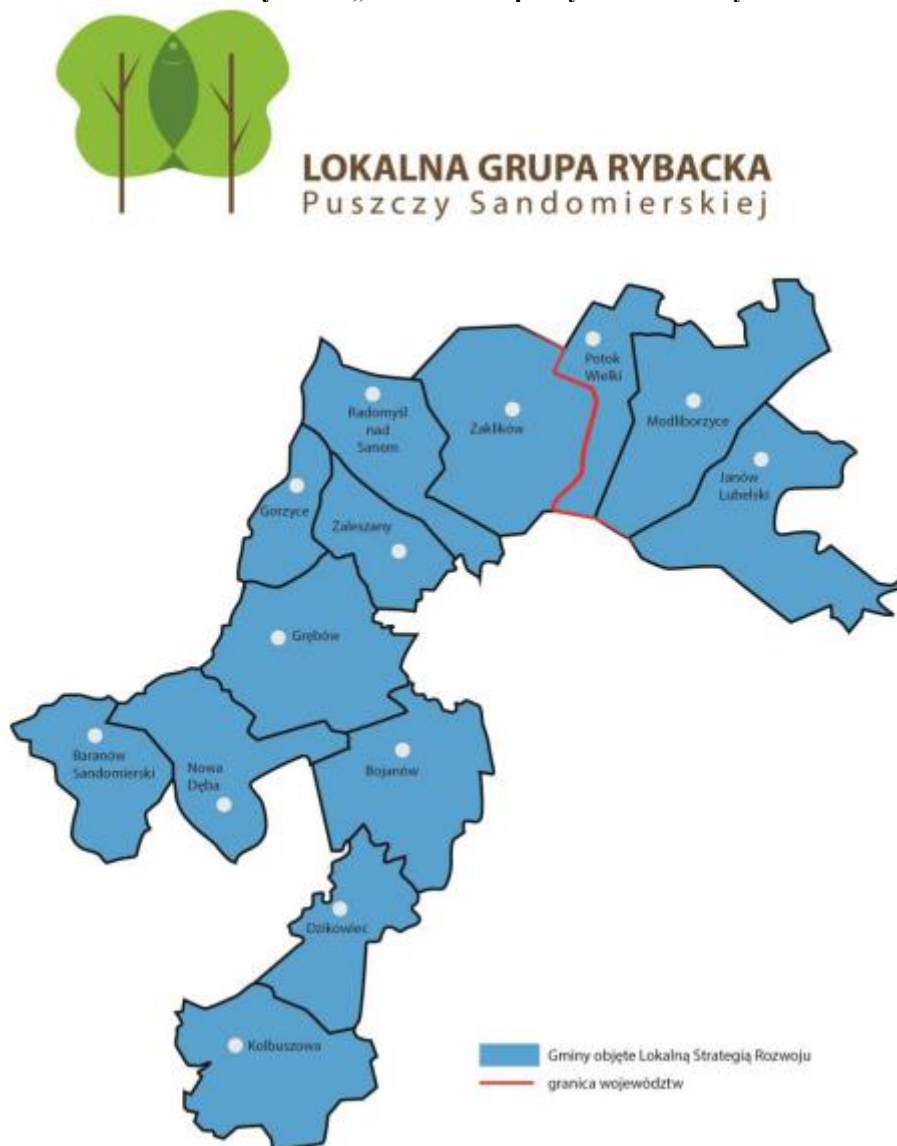 LOKALNA GRUPA RYBACKA
Puszczy Sandomierskiej
Potok
Wielki
Radomyśl
nad
Sanem
Zaklików
Modliborzyce
Janów
Lubelski
Gorzyce
Zaleszany
Grębów
Baranów
Sandomierski
Nowa
Dęba
Bojanów
Dzikowiec
Kolbuszowa
Gminy objęte Lokalną Strategią Rozwoju
granica województw